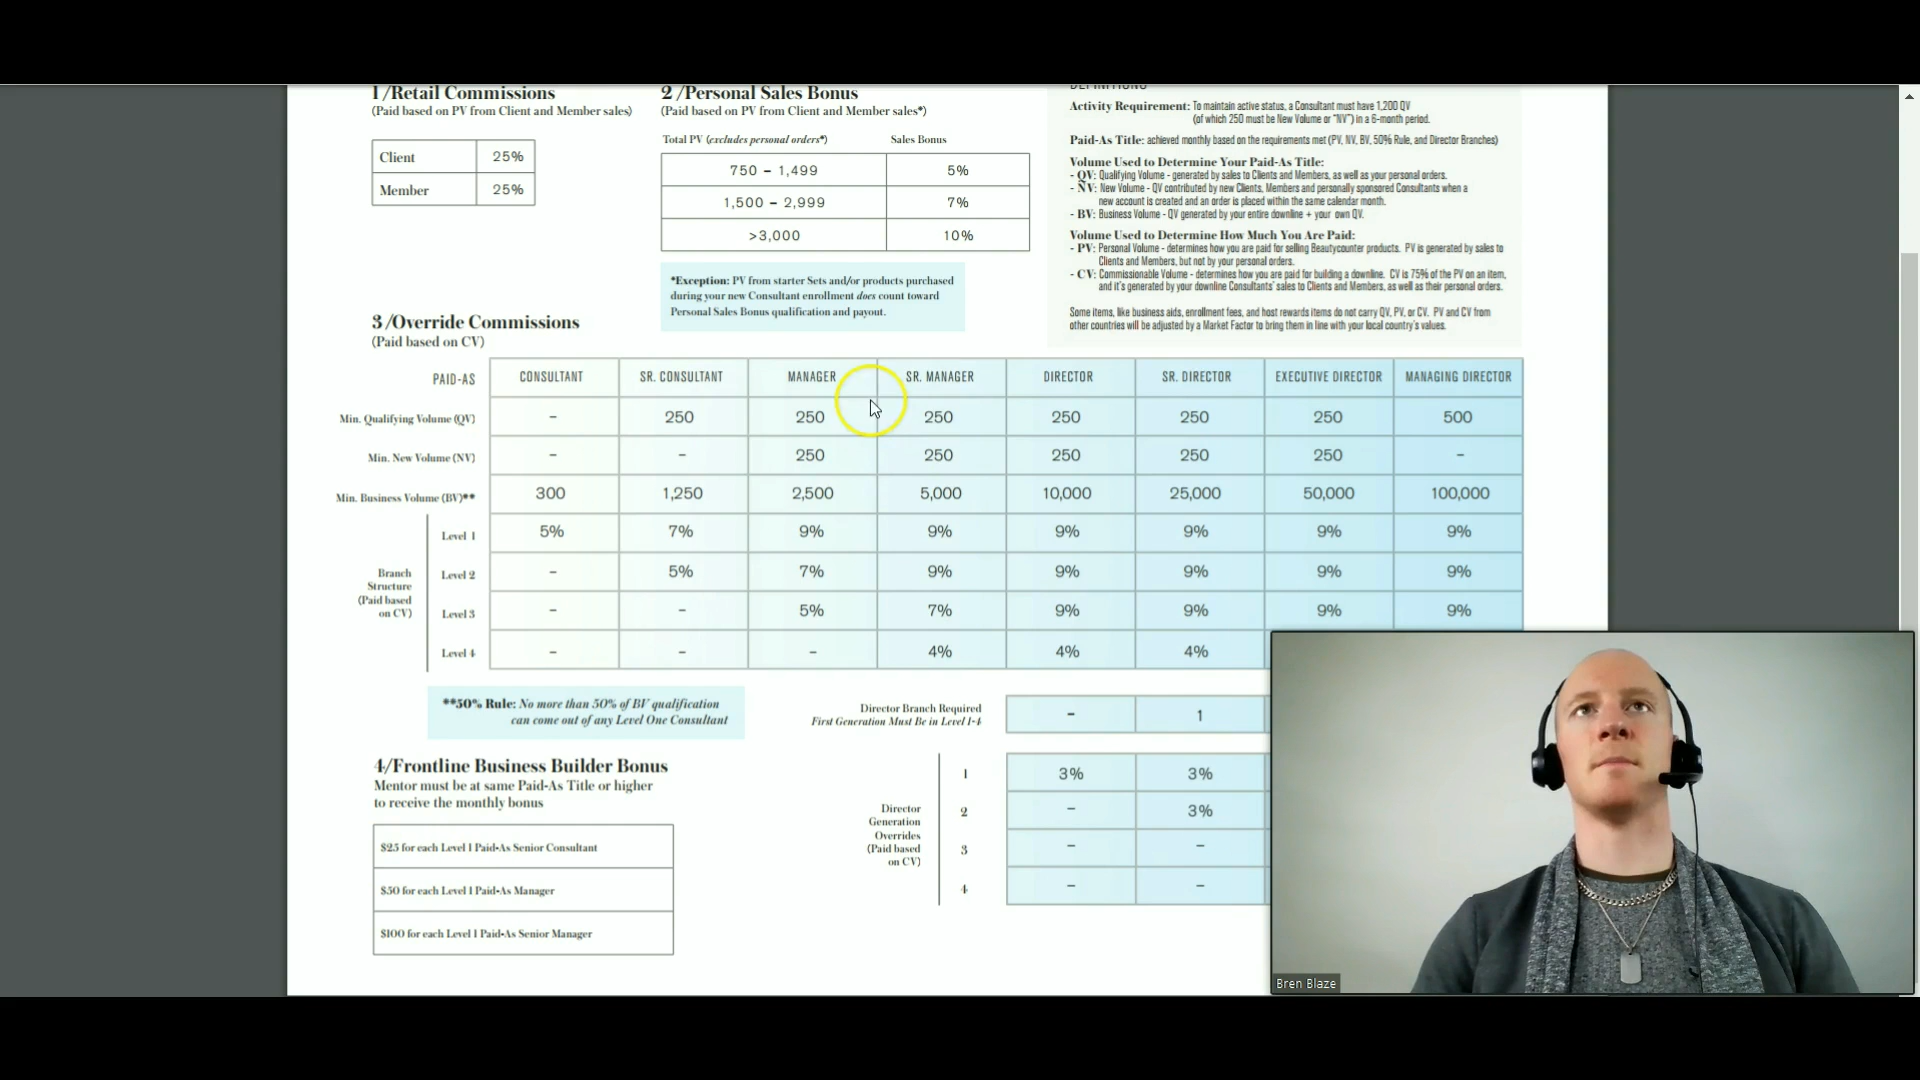 1/Retail Commissions
(Paid based on PV from Client and Member sales)
Client 25%
Member 25%
2/Personal Sales Bonus
(Paid based on PV from Client and Member sales*)
Total PV (excludes personal orders*) Sales Bonus
750 – 1,499 5%
1,500 – 2,999 7%
>3,000 10%
*Exception: PV from starter Sets and/or products purchased
during your new Consultant enrollment does count toward
Personal Sales Bonus qualification and payout.
DEFINITIONS
Activity Requirement: To maintain active status, a Consultant must have 1,200 QV
(of which 250 must be New Volume or "NV") in a 6-month period.
Paid-As Title: achieved monthly based on the requirements met (PV, NV, BV, 50% Rule, and Director Branches)
Volume Used to Determine Your Paid-As Title:
- QV: Qualifying Volume - generated by sales to Clients and Members, as well as your personal orders.
- NV: New Volume - QV contributed by new Clients, Members and personally sponsored Consultants when a
new account is created and an order is placed within the same calendar month.
- BV: Business Volume - QV generated by your entire downline + your own QV.
Volume Used to Determine How Much You Are Paid:
- PV: Personal Volume - determines how you are paid for selling Beautycounter products. PV is generated by sales to
Clients and Members, but not by your personal orders.
- CV: Commissionable Volume - determines how you are paid for building a downline. CV is 75% of the PV on an item,
and it's generated by your downline Consultants' sales to Clients and Members, as well as their personal orders.
Some items, like business aids, enrollment fees, and host rewards items do not carry QV, PV, or CV. PV and CV from
other countries will be adjusted by a Market Factor to bring them in line with your local country's values.
3/Override Commissions
(Paid based on CV)
PAID-AS CONSULTANT SR. CONSULTANT MANAGER SR. MANAGER DIRECTOR SR. DIRECTOR EXECUTIVE DIRECTOR MANAGING DIRECTOR
Min. Qualifying Volume (QV) – 250 250 250 250 250 250 500
Min. New Volume (NV) – – 250 250 250 250 250 –
Min. Business Volume (BV)** 300 1,250 2,500 5,000 10,000 25,000 50,000 100,000
Branch
Structure
(Paid based
on CV)
Level 1 5% 7% 9% 9% 9% 9% 9% 9%
Level 2 – 5% 7% 9% 9% 9% 9% 9%
Level 3 – – 5% 7% 9% 9% 9% 9%
Level 4 – – – 4% 4% 4%
**50% Rule: No more than 50% of BV qualification
can come out of any Level One Consultant
Director Branch Required
First Generation Must Be in Level 1-4
– 1
4/Frontline Business Builder Bonus
Mentor must be at same Paid-As Title or higher
to receive the monthly bonus
$25 for each Level 1 Paid-As Senior Consultant
$50 for each Level 1 Paid-As Manager
$100 for each Level 1 Paid-As Senior Manager
Director
Generation
Overrides
(Paid based
on CV)
1 3% 3%
2 – 3%
3 – –
4 – –
Bren Blaze